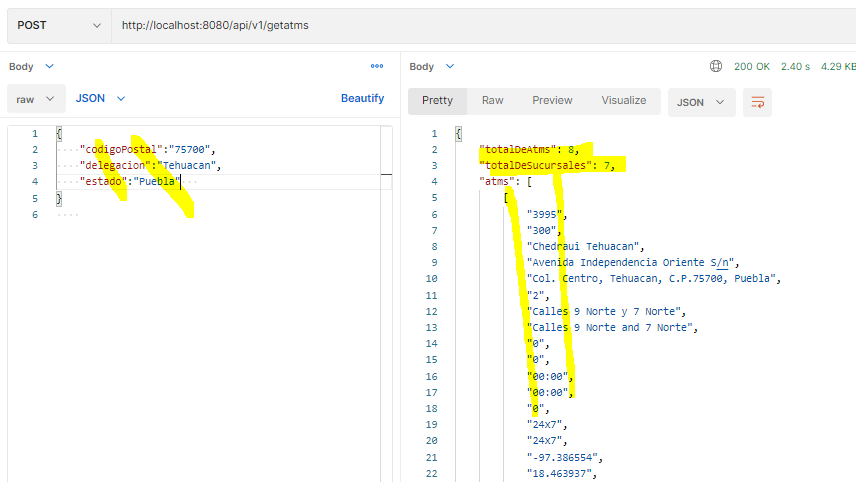 POST http://localhost:8080/api/v1/getatms
Body
raw JSON Beautify
1 {
2 "codigoPostal":"75700",
3 "delegacion":"Tehuacan",
4 "estado":"Puebla"
5 }
6
Body 200 OK 2.40 s 4.29 KB
Pretty Raw Preview Visualize JSON
1 {
2 "totalDeAtms": 8,
3 "totalDeSucursales": 7,
4 "atms": [
5 [
6 "3995",
7 "300",
8 "Chedraui Tehuacan",
9 "Avenida Independencia Oriente S/n",
10 "Col. Centro, Tehuacan, C.P.75700, Puebla",
11 "2",
12 "Calles 9 Norte y 7 Norte",
13 "Calles 9 Norte and 7 Norte",
14 "0",
15 "0",
16 "00:00",
17 "00:00",
18 "0",
19 "24x7",
20 "24x7",
21 "-97.386554",
22 "18.463937",